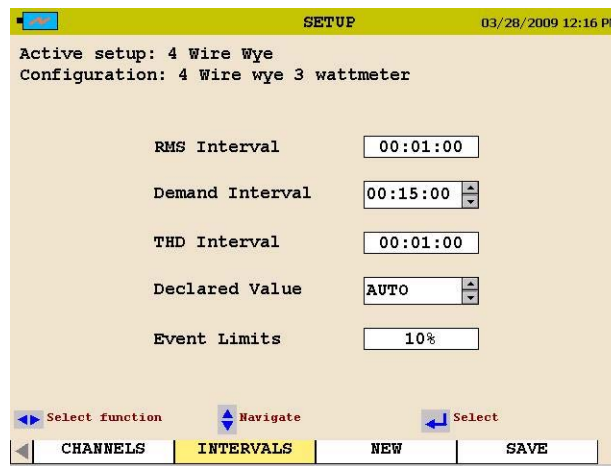 SETUP 03/28/2009 12:16 P
Active setup: 4 Wire Wye
Configuration: 4 Wire wye 3 wattmeter
RMS Interval 00:01:00
Demand Interval 00:15:00
THD Interval 00:01:00
Declared Value AUTO
Event Limits 10%
Select function Navigate Select
CHANNELS INTERVALS NEW SAVE